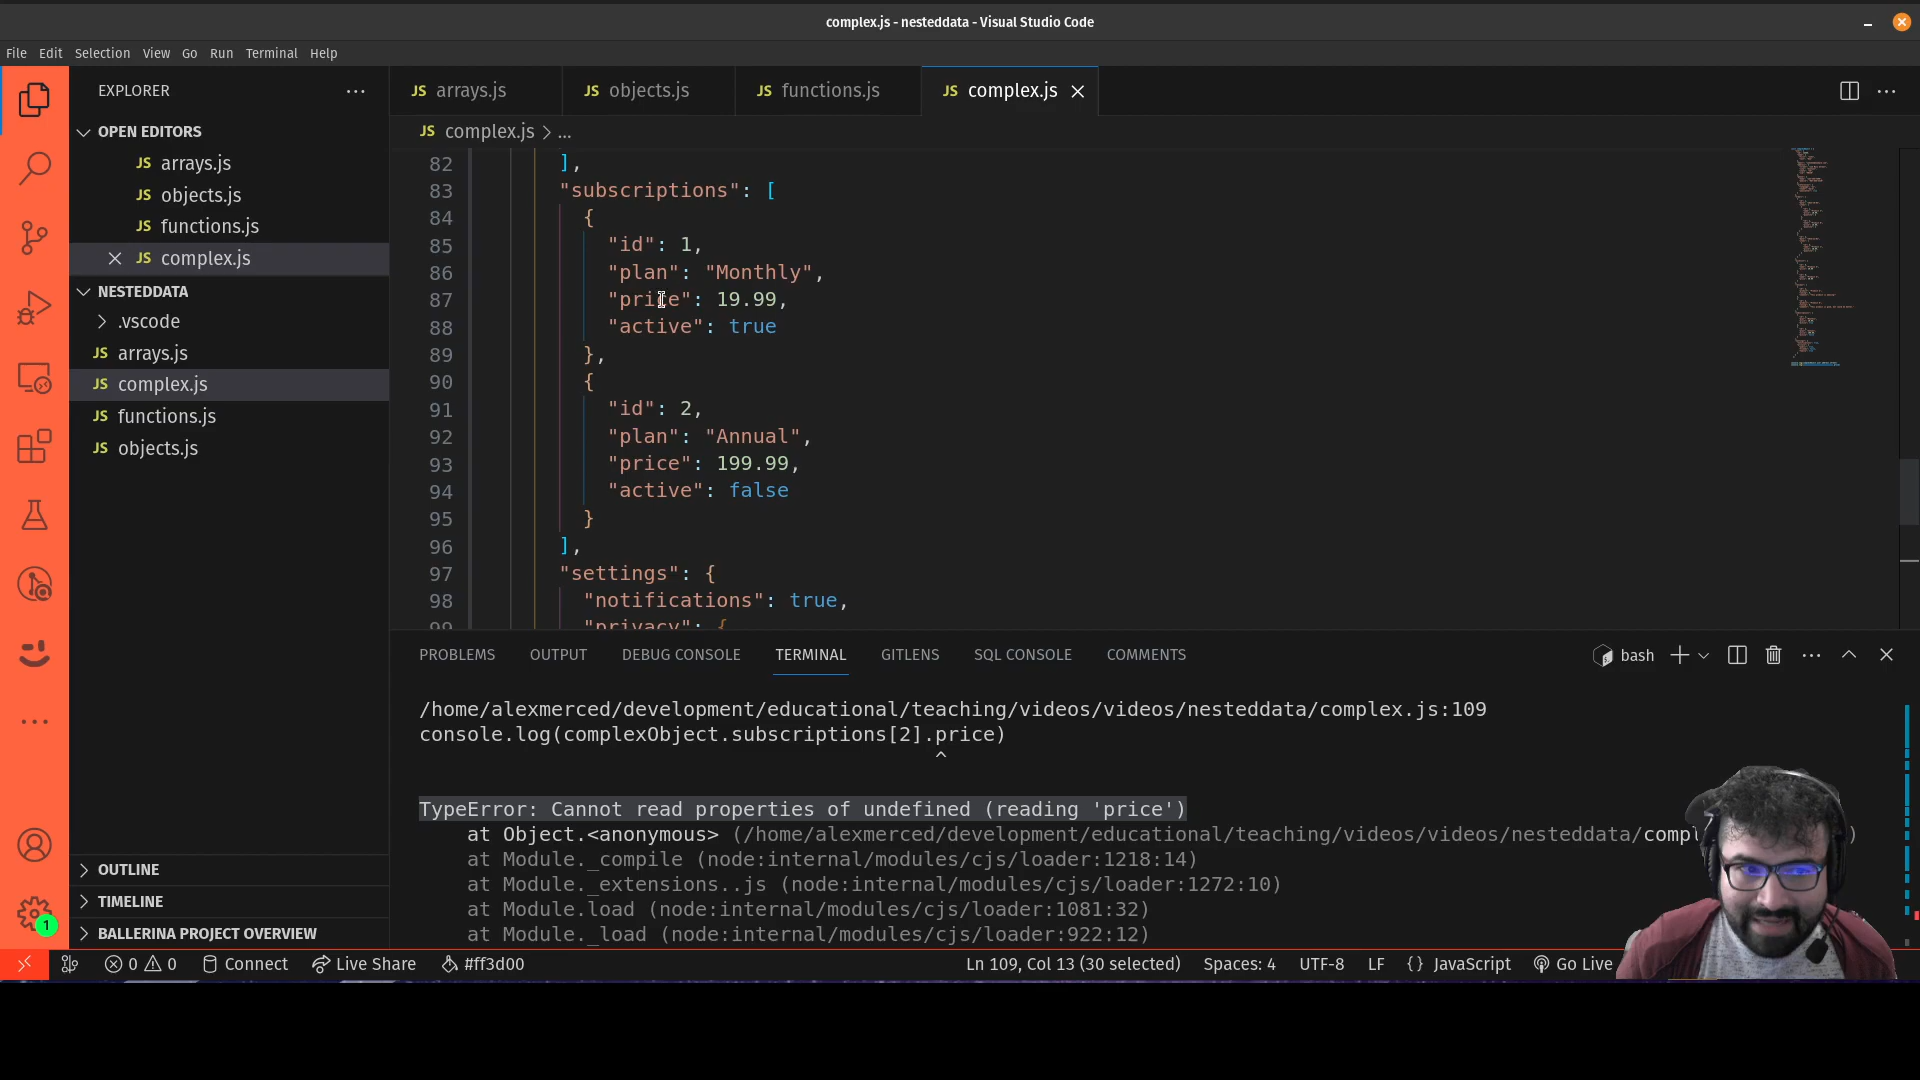 complex.js - nesteddata - Visual Studio Code
File Edit Selection View Go Run Terminal Help
EXPLORER
OPEN EDITORS
JS arrays.js
JS objects.js
JS functions.js
JS complex.js
NESTEDDATA
.vscode
JS arrays.js
JS complex.js
JS functions.js
JS objects.js
OUTLINE
TIMELINE
BALLERINA PROJECT OVERVIEW
1
JS arrays.js JS objects.js JS functions.js JS complex.js
JS complex.js > ...
82 ],
83 "subscriptions": [
84 {
85 "id": 1,
86 "plan": "Monthly",
87 "price": 19.99,
88 "active": true
89 },
90 {
91 "id": 2,
92 "plan": "Annual",
93 "price": 199.99,
94 "active": false
95 }
96 ],
97 "settings": {
98 "notifications": true,
99 "privacy": {
PROBLEMS OUTPUT DEBUG CONSOLE TERMINAL GITLENS SQL CONSOLE COMMENTS
bash
/home/alexmerced/development/educational/teaching/videos/videos/nesteddata/complex.js:109
console.log(complexObject.subscriptions[2].price)
^
TypeError: Cannot read properties of undefined (reading 'price')
at Object.<anonymous> (/home/alexmerced/development/educational/teaching/videos/videos/nesteddata/compl )
at Module._compile (node:internal/modules/cjs/loader:1218:14)
at Module._extensions..js (node:internal/modules/cjs/loader:1272:10)
at Module.load (node:internal/modules/cjs/loader:1081:32)
at Module._load (node:internal/modules/cjs/loader:922:12)
0 0 Connect Live Share #ff3d00 Ln 109, Col 13 (30 selected) Spaces: 4 UTF-8 LF {} JavaScript Go Live